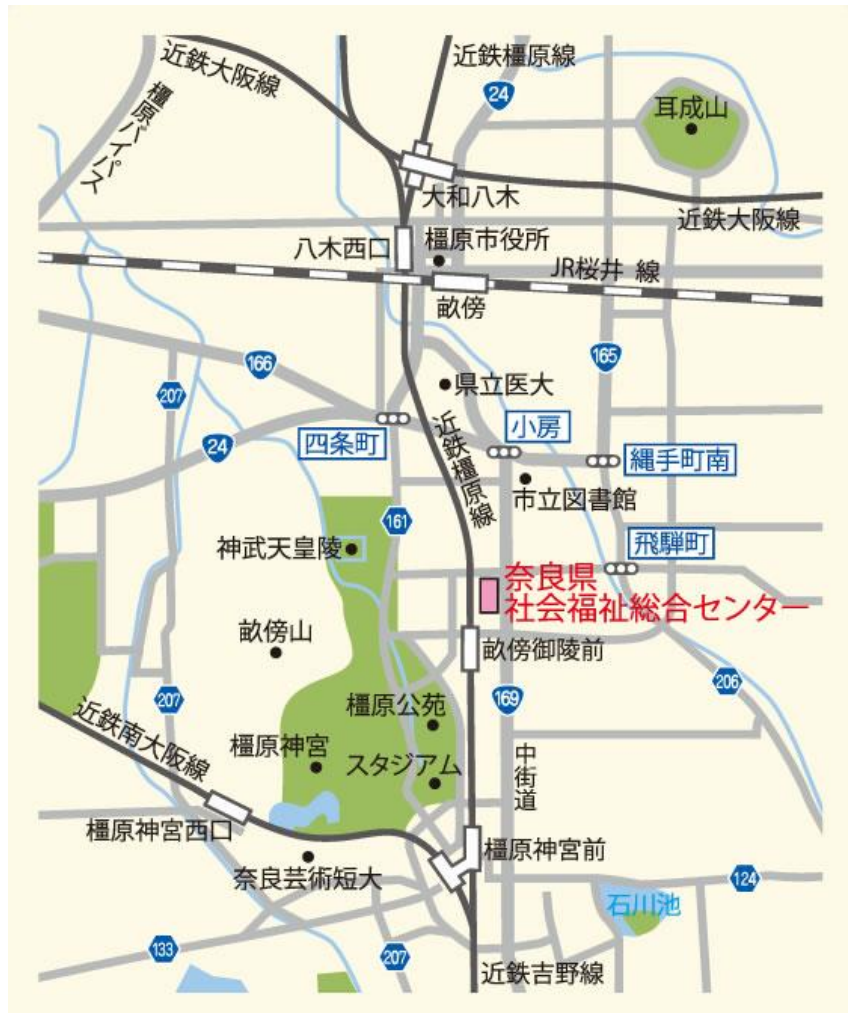 近鉄大阪線
近鉄橿原線
24
橿原バイパス
耳成山
大和八木
近鉄大阪線
八木西口
橿原市役所
JR桜井 線
畝傍
166
165
207
県立医大
四条町
小房
24
近鉄橿原線
縄手町南
市立図書館
161
飛騨町
神武天皇陵
奈良県
社会福祉総合センター
畝傍山
畝傍御陵前
207
169
206
橿原公苑
近鉄南大阪線
橿原神宮
スタジアム
中街道
橿原神宮西口
橿原神宮前
奈良芸術短大
124
石川池
133
207
近鉄吉野線